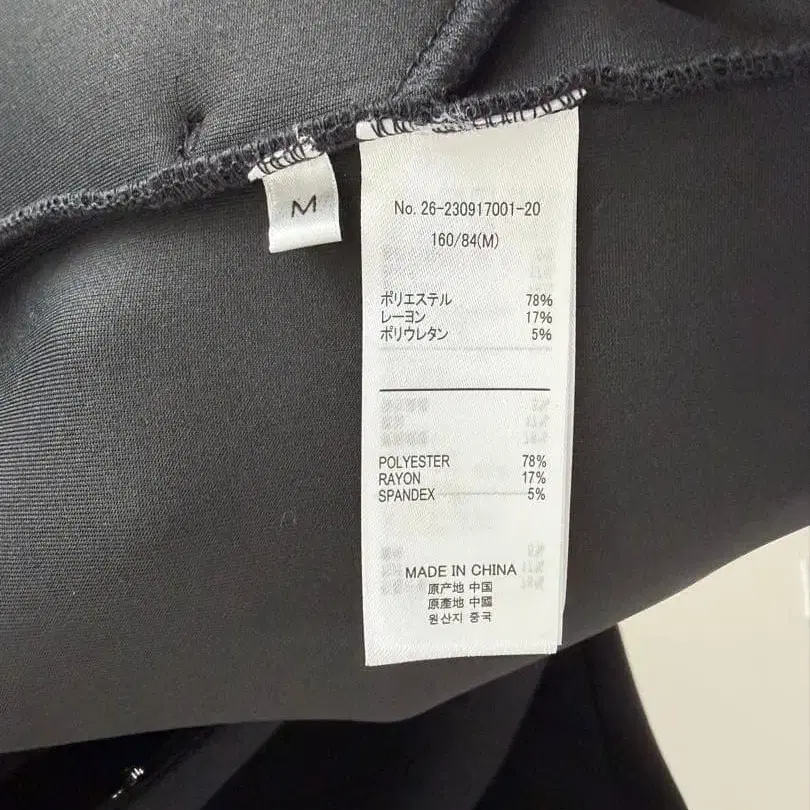 M
No. 26-230917001-20
160/84(M)
ポリエステル 78%
レーヨン 17%
ポリウレタン 5%
POLYESTER 78%
RAYON 17%
SPANDEX 5%
MADE IN CHINA
原产地 中国
原產地 中國
원산지 중국